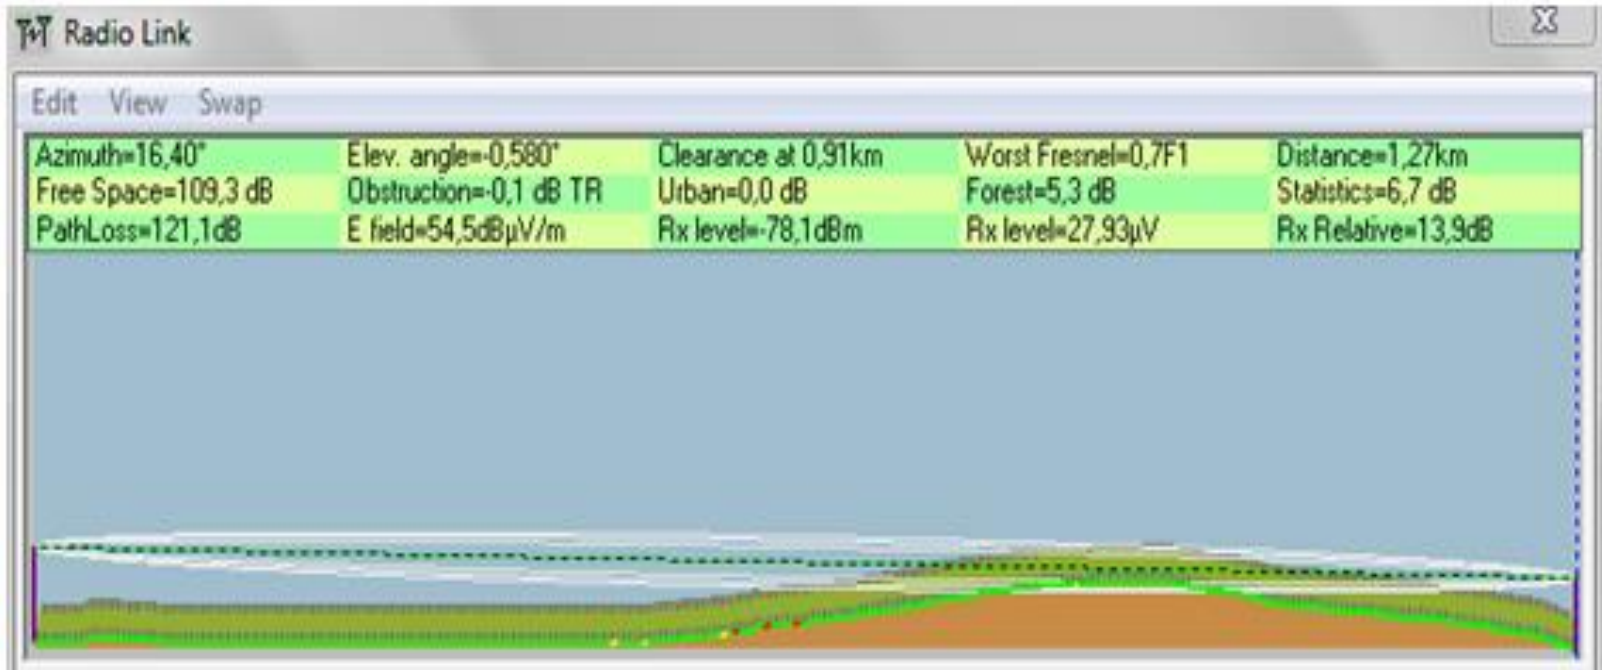 Radio Link
X
Edit View Swap
Azimuth=16,40° Elev. angle=-0,580° Clearance at 0,91km Worst Fresnel=0,7F1 Distance=1,27km
Free Space=109,3 dB Obstruction=-0,1 dB TR Urban=0,0 dB Forest=5,3 dB Statistics=6,7 dB
PathLoss=121,1dB E field=54,5dBµV/m Rx level=-78,1dBm Rx level=27,93µV Rx Relative=13,9dB